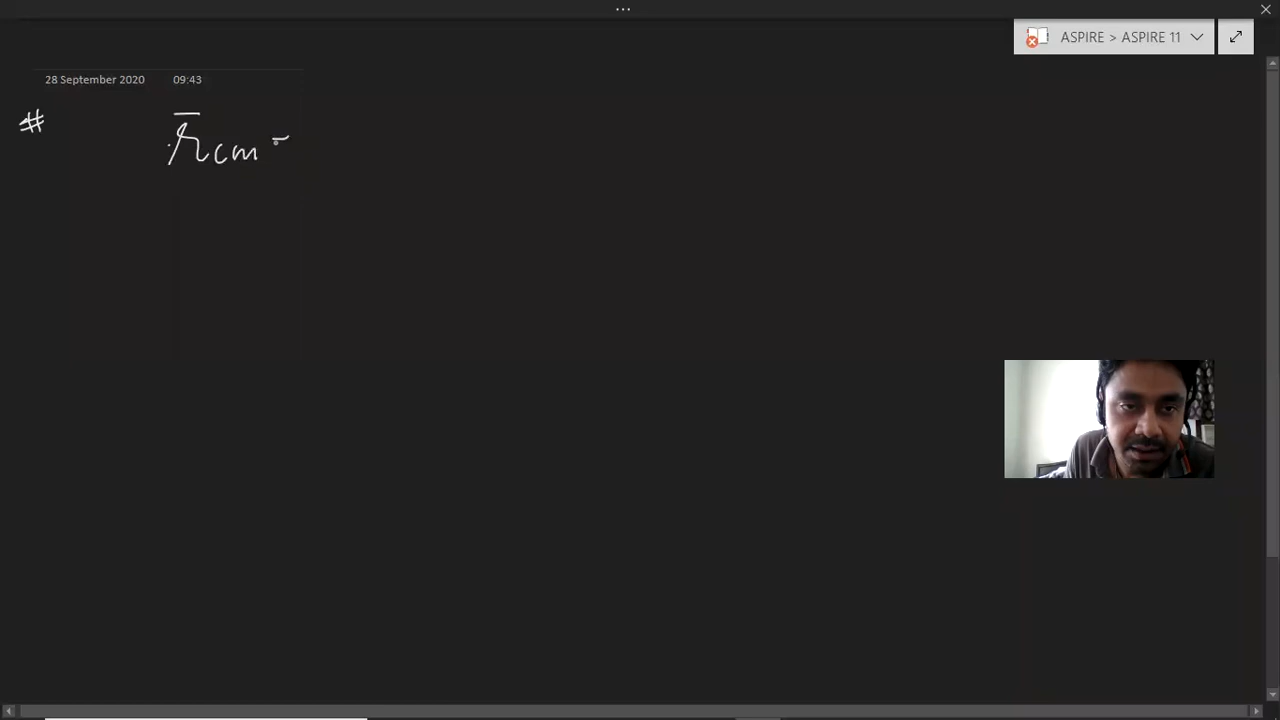 ASPIRE > ASPIRE 11
28 September 2020 09:43
# r̄cm =